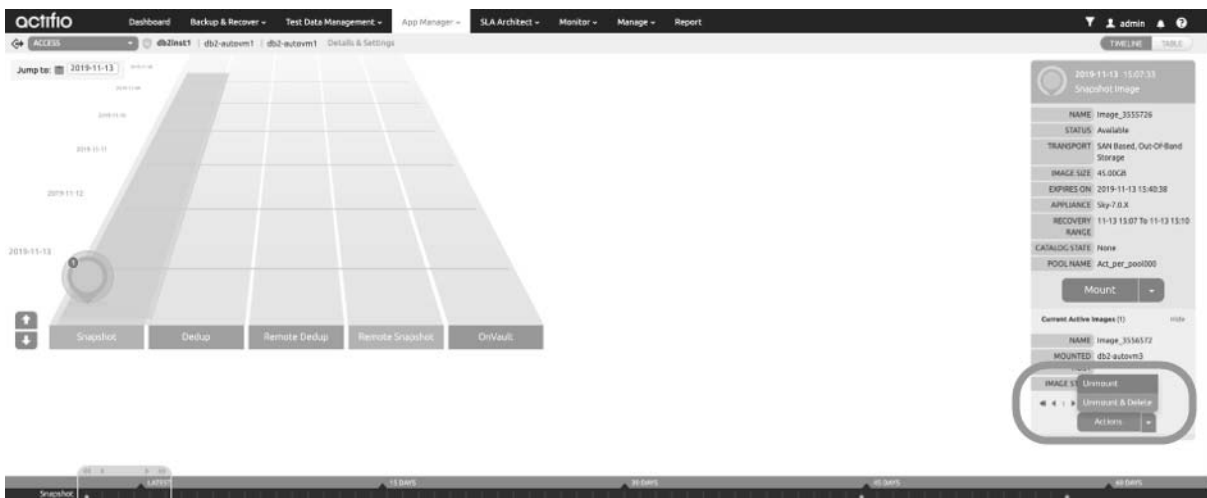 actifio Dashboard Backup & Recover Test Data Management App Manager SLA Architect Monitor Manage Report admin
ACCESS db2inst1 | db2-autovm1 | db2-autovm1 Details & Settings TIMELINE TABLE
Jump to: 2019-11-13
2019-11-10
2019-11-11
2019-11-12
2019-11-13
1
Snapshot Dedup Remote Dedup Remote Snapshot OnVault
2019-11-13 15:07:33
Snapshot Image
NAME Image_3555726
STATUS Available
TRANSPORT SAN Based, Out-Of-Band
Storage
IMAGE SIZE 45.00GB
EXPIRES ON 2019-11-13 15:40:38
APPLIANCE Sky-7.0.X
RECOVERY 11-13 15:07 To 11-13 15:10
RANGE
CATALOG STATE None
POOL NAME Act_per_pool000
Mount
Current Active Images (1) Hide
NAME Image_3556572
MOUNTED db2-autovm3
IMAGE ST Unmount
Unmount & Delete
Actions
LATEST 15 DAYS 30 DAYS 45 DAYS 60 DAYS
Snapshot